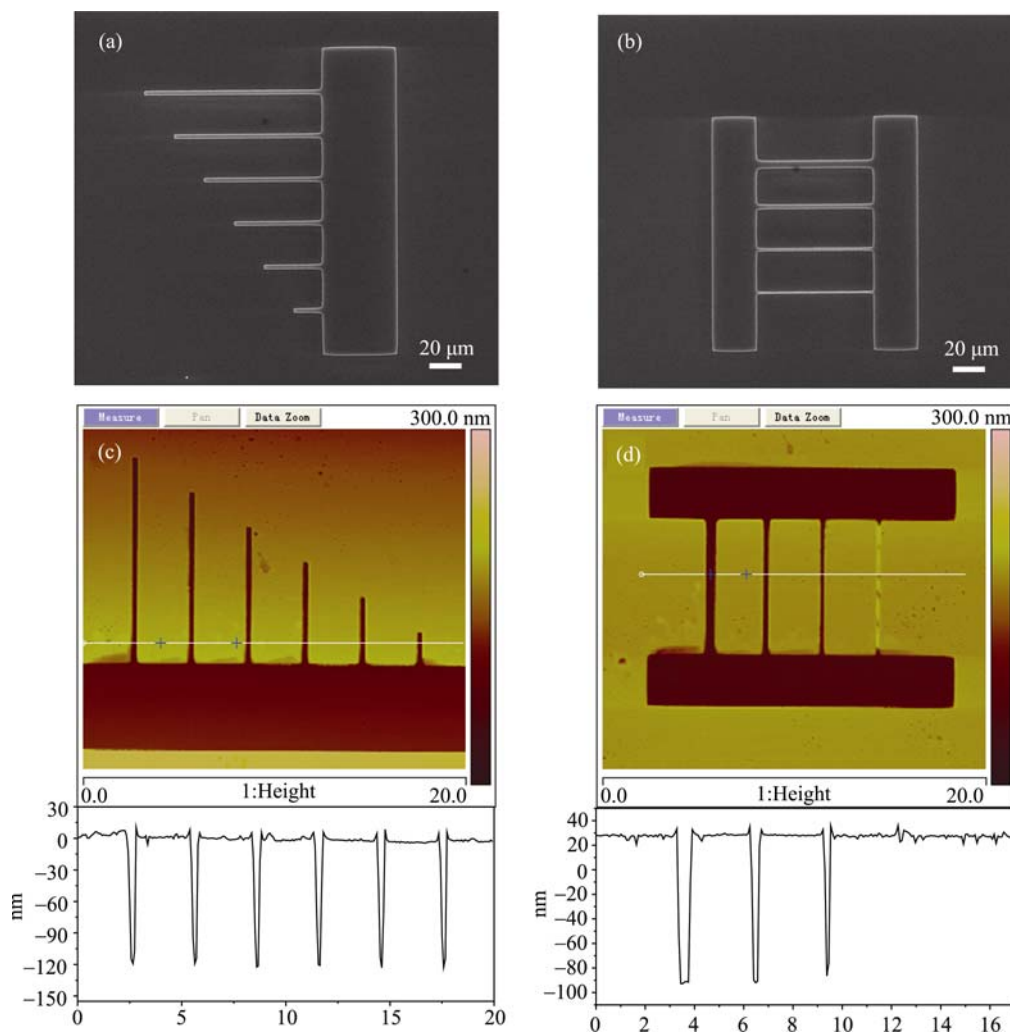 (a)
20 μm
(b)
20 μm
Measure Pan Data Zoom 300.0 nm
(c)
0.0 1:Height 20.0
Measure Pan Data Zoom 300.0 nm
(d)
0.0 1:Height 20.0
30
0
−30
−60
−90
−120
−150
nm
0 5 10 15 20
40
20
0
−20
−40
−60
−80
−100
nm
0 2 4 6 8 10 12 14 16